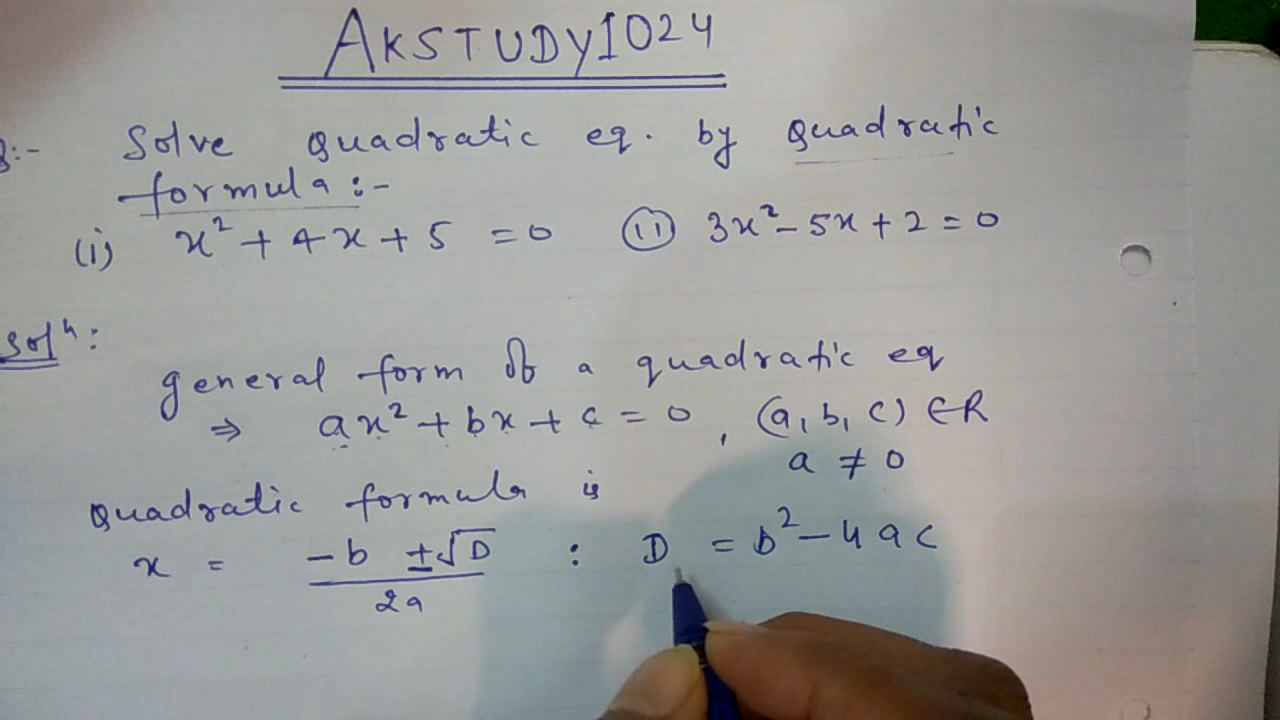 AKSTUDY1024
Solve quadratic eq. by quadratic
formula:-
(i) x² + 4x + 5 = 0 (ii) 3x² - 5x + 2 = 0
Solⁿ:
general form of a quadratic eq
⇒ ax² + bx + c = 0, (a, b, c) ∈ R
a ≠ 0
Quadratic formula is
x = -b ±√D / 2a : D = b² - 4ac